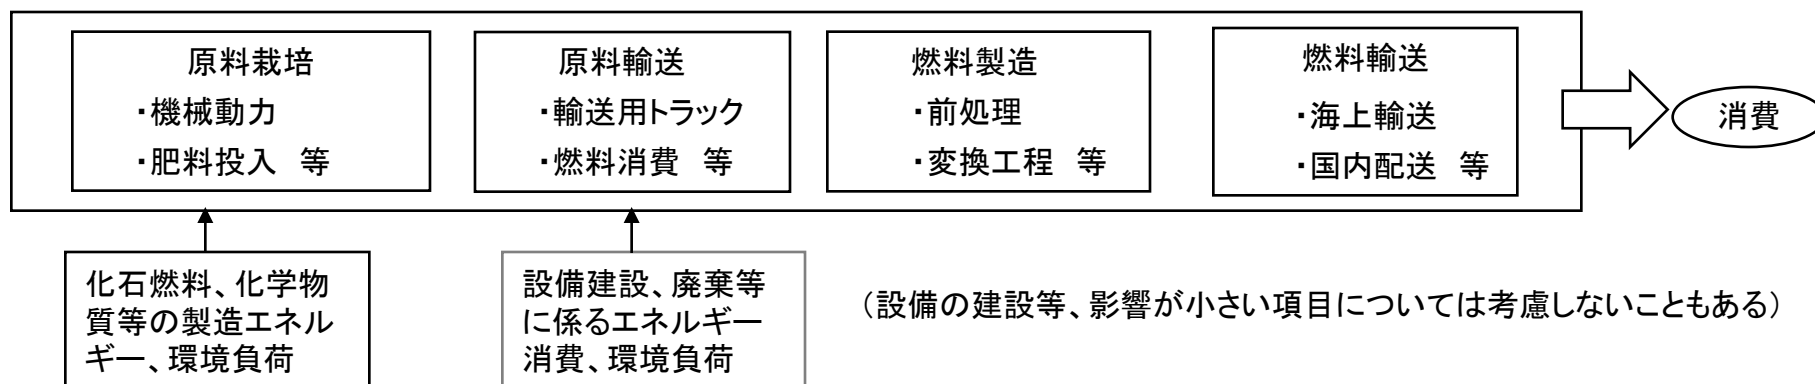 原料栽培
・機械動力
・肥料投入　等
原料輸送
・輸送用トラック
・燃料消費　等
燃料製造
・前処理
・変換工程　等
燃料輸送
・海上輸送
・国内配送　等
消費
化石燃料、化学物
質等の製造エネル
ギー、環境負荷
設備建設、廃棄等
に係るエネルギー
消費、環境負荷
（設備の建設等、影響が小さい項目については考慮しないこともある）